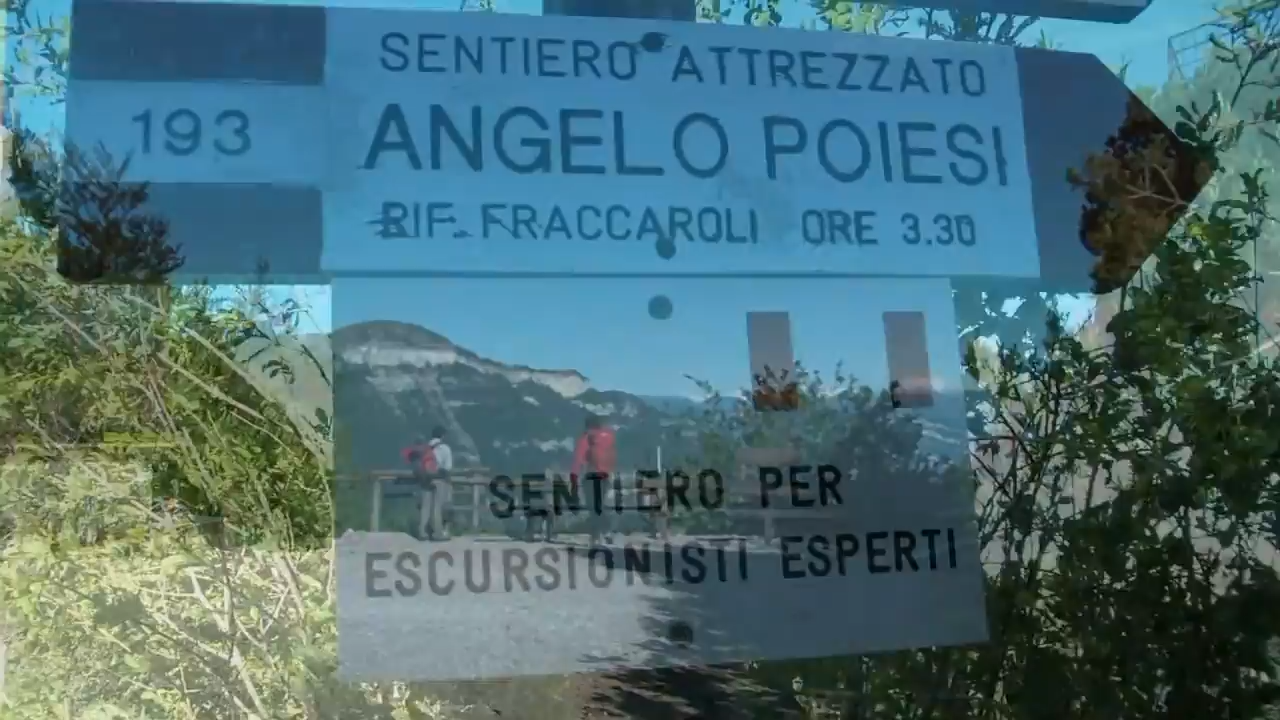 SENTIERO ATTREZZATO
193
ANGELO POIESI
RIF. FRACCAROLI ORE 3.30
SENTIERO PER
ESCURSIONISTI ESPERTI